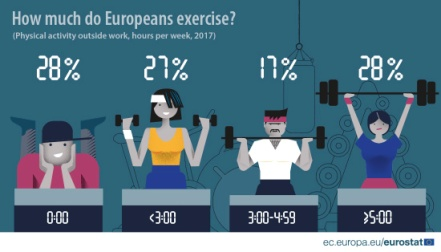 How much do Europeans exercise?
(Physical activity outside work, hours per week, 2017)
28% 27% 17% 28%
0:00 <3:00 3:00-4:59 ≥5:00
ec.europa.eu/eurostat